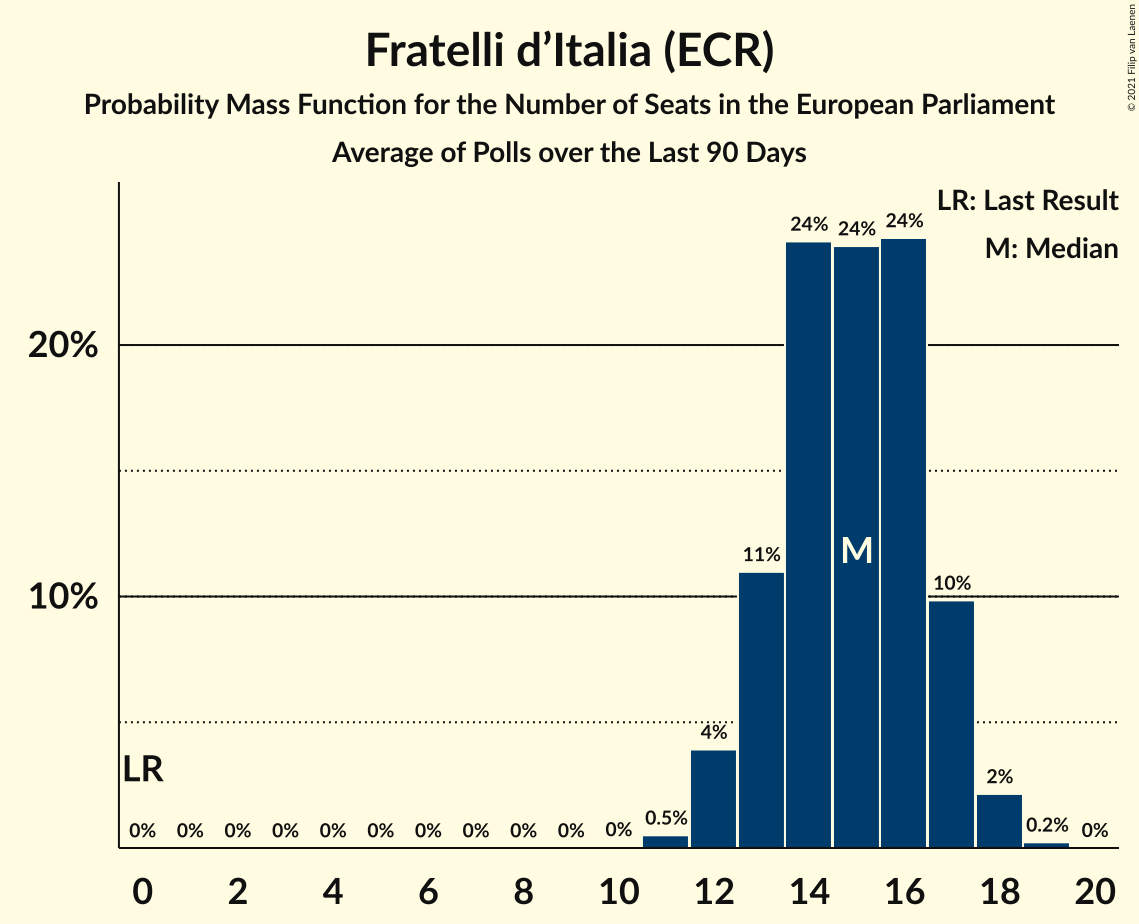 Fratelli d’Italia (ECR)
Probability Mass Function for the Number of Seats in the European Parliament
Average of Polls over the Last 90 Days
© 2021 Filip van Laenen
LR: Last Result
M: Median
24% 24% 24%
20%
M
11%
10%
10%
4%
LR
2%
0% 0% 0% 0% 0% 0% 0% 0% 0% 0% 0% 0.5% 0.2% 0%
0 2 4 6 8 10 12 14 16 18 20